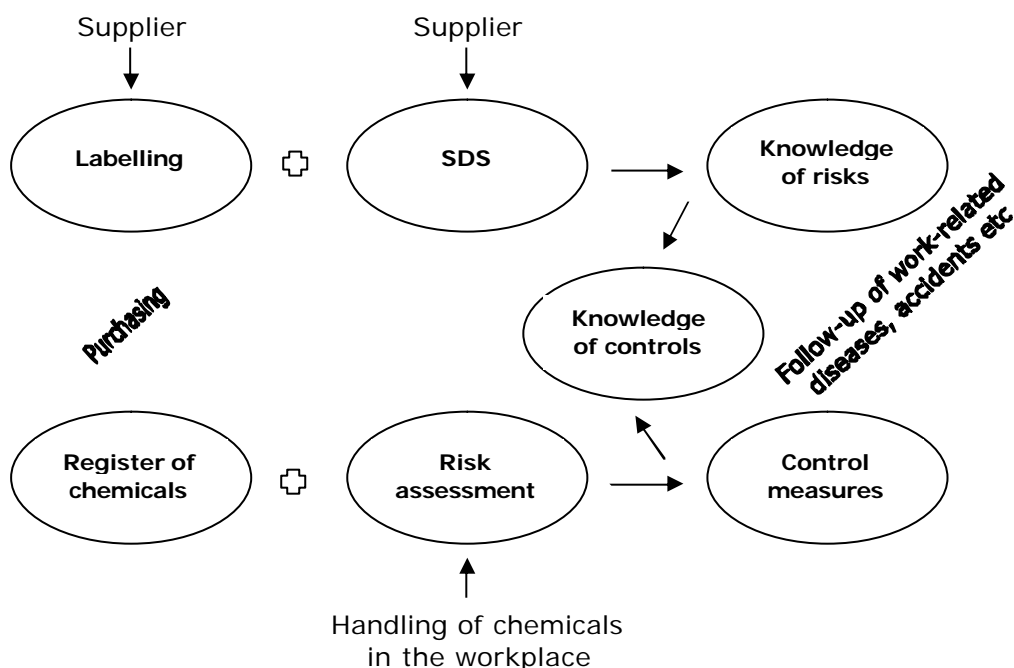 Supplier
Supplier
Labelling
SDS
Knowledge
of risks
Purchasing
Knowledge
of controls
Follow-up of work-related
diseases, accidents etc
Register of
chemicals
Risk
assessment
Control
measures
Handling of chemicals
in the workplace